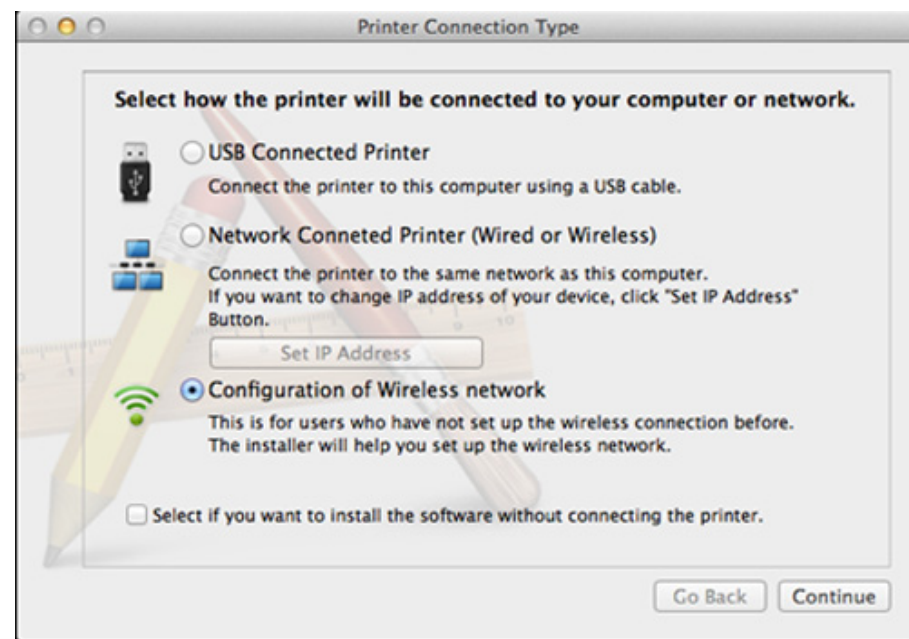 Printer Connection Type
Select how the printer will be connected to your computer or network.
USB Connected Printer
Connect the printer to this computer using a USB cable.
Network Conneted Printer (Wired or Wireless)
Connect the printer to the same network as this computer.
If you want to change IP address of your device, click "Set IP Address"
Button.
Set IP Address
Configuration of Wireless network
This is for users who have not set up the wireless connection before.
The installer will help you set up the wireless network.
Select if you want to install the software without connecting the printer.
Go Back Continue